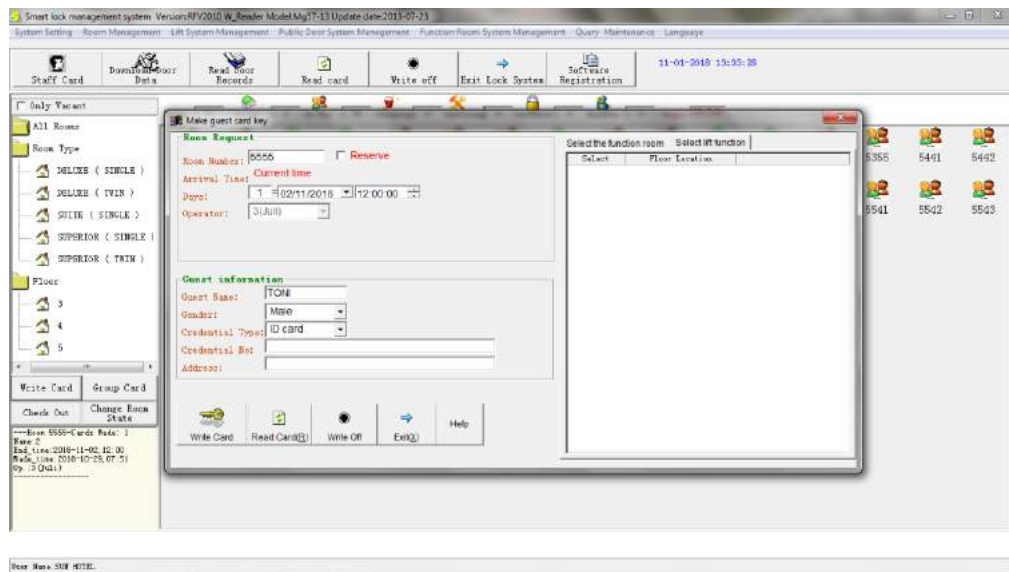 Smart lock management system Version:RFV2010 W_Reader Model:Mg37-13 Update date:2013-07-23
System Setting Room Management Lift System Management Public Door System Management Function Room System Management Query Maintenance Language
Staff Card
Download Door Data
Read Door Records
Read card
Write off
Exit Lock System
Software Registration
11-01-2018 13:33:28
Only Vacant
All Rooms
Room Type
DELUXE ( SINGLE )
DELUXE ( TWIN )
SUITE ( SINGLE )
SUPERIOR ( SINGLE )
SUPERIOR ( TWIN )
Floor
3
4
5
Write Card Group Card
Check Out Change Room State
---Room 5555-Cards Made: 1
Name 2
End_time:2018-11-02,12:00
Made_time 2018-10-29,07:51
Op.:3(Juli)
Make guest card key
Room Request
Room Number: 5555 Reserve
Arrival Time: Current time
Days: 1 = 02/11/2018 12:00:00
Operator: 3(Juli)
Guest information
Guest Name: TONI
Gender: Male
Credential Type: ID card
Credential No:
Address:
Write Card Read Card(R) Write Off Exit(X) Help
Select the function room Select lift function
Select Floor Location
5355 5441 5442
5541 5542 5543
User Name SUN HOTEL